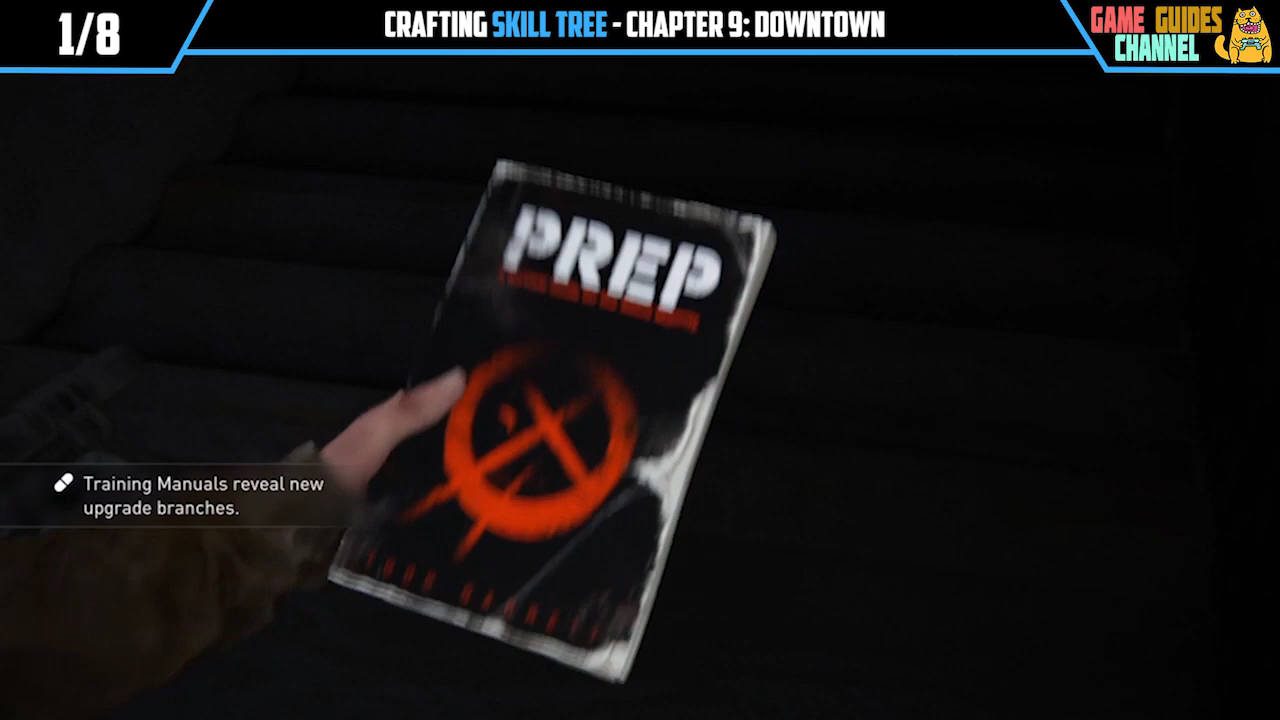 1/8
CRAFTING SKILL TREE - CHAPTER 9: DOWNTOWN
GAME GUIDES
CHANNEL
PREP
Training Manuals reveal new
upgrade branches.